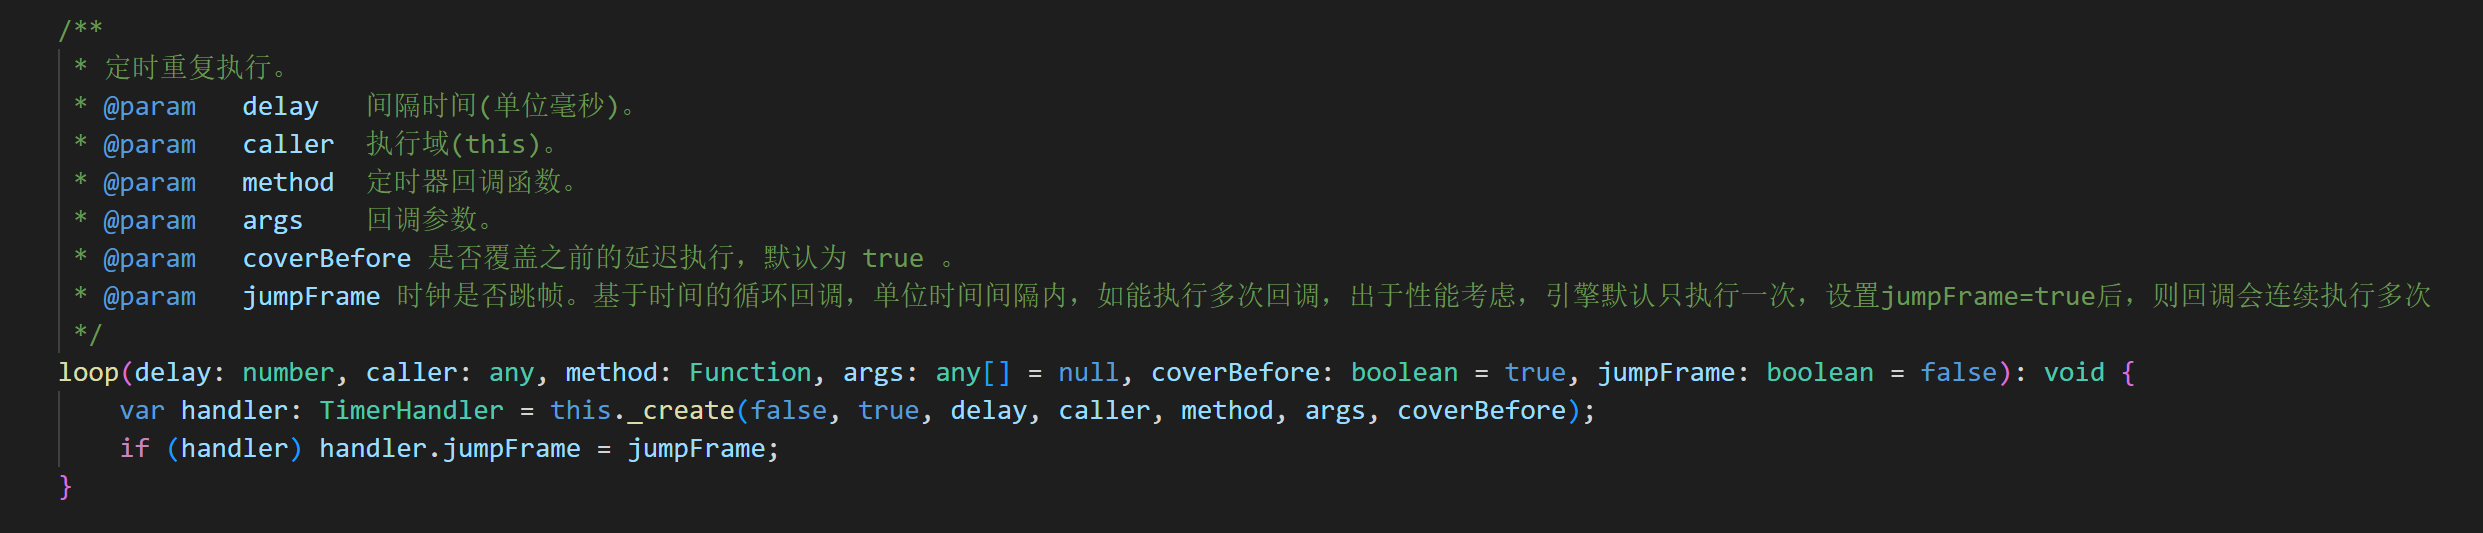 /**
 * 定时重复执行。
 * @param   delay   间隔时间(单位毫秒)。
 * @param   caller  执行域(this)。
 * @param   method  定时器回调函数。
 * @param   args    回调参数。
 * @param   coverBefore 是否覆盖之前的延迟执行，默认为 true 。
 * @param   jumpFrame 时钟是否跳帧。基于时间的循环回调，单位时间间隔内，如能执行多次回调，出于性能考虑，引擎默认只执行一次，设置jumpFrame=true后，则回调会连续执行多次
 */
loop(delay: number, caller: any, method: Function, args: any[] = null, coverBefore: boolean = true, jumpFrame: boolean = false): void {
    var handler: TimerHandler = this._create(false, true, delay, caller, method, args, coverBefore);
    if (handler) handler.jumpFrame = jumpFrame;
}